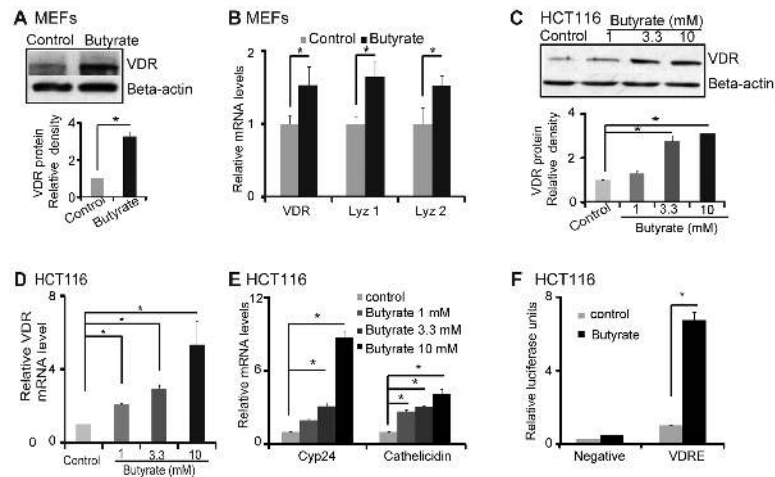 A MEFs
Control Butyrate
VDR
Beta-actin
VDR protein
Relative density
4
2
0
*
Control
Butyrate
B MEFs
Control Butyrate
Relative mRNA levels
2
1
0
* * *
VDR Lyz 1 Lyz 2
C HCT116
Butyrate (mM)
Control 1 3.3 10
VDR
Beta-actin
VDR protein
Relative density
4
2
0
*
*
Control
1 3.3 10
Butyrate (mM)
D HCT116
Relative VDR
mRNA level
8
6
4
2
0
0
*
*
*
Control
1 3.3 10
Butyrate (mM)
E HCT116
control
Butyrate 1 mM
Butyrate 3.3 mM
Butyrate 10 mM
Relative mRNA levels
12
8
4
0
*
*
*
*
*
Cyp24 Cathelicidin
F HCT116
control
Butyrate
Relative luciferase units
8
4
0
*
Negative VDRE